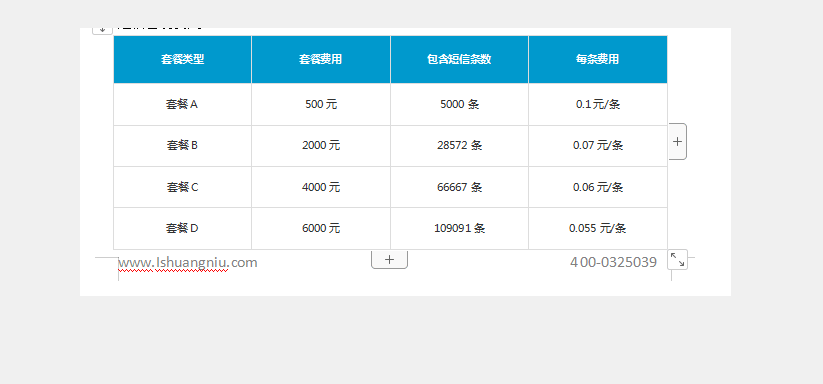 套餐类型 套餐费用 包含短信条数 每条费用
套餐A 500 元 5000 条 0.1 元/条
套餐B 2000 元 28572 条 0.07 元/条
套餐C 4000 元 66667 条 0.06 元/条
套餐D 6000 元 109091 条 0.055 元/条
www.lshuangniu.com 400-0325039